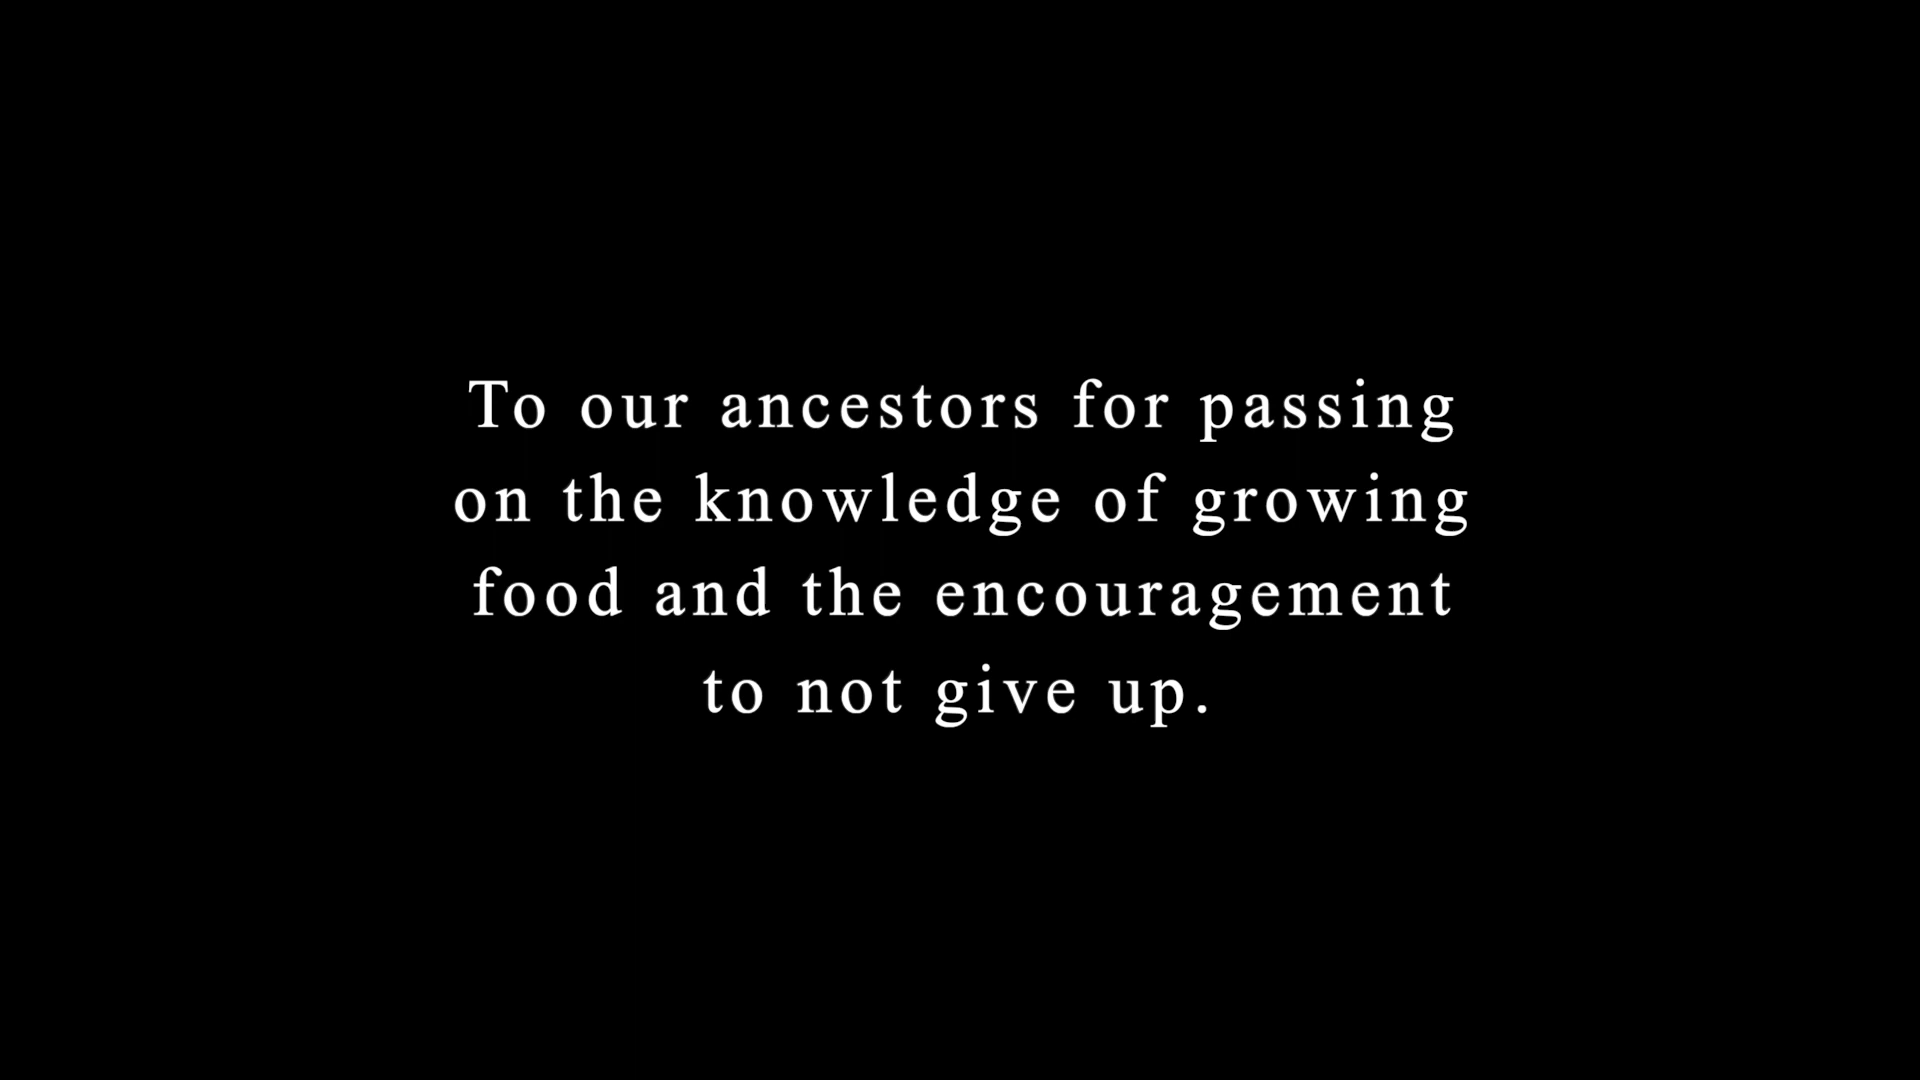 To our ancestors for passing
on the knowledge of growing
food and the encouragement
to not give up.